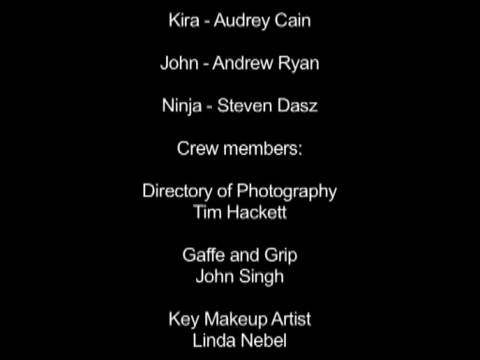 Kira - Audrey Cain
John - Andrew Ryan
Ninja - Steven Dasz
Crew members:
Directory of Photography
Tim Hackett
Gaffe and Grip
John Singh
Key Makeup Artist
Linda Nebel